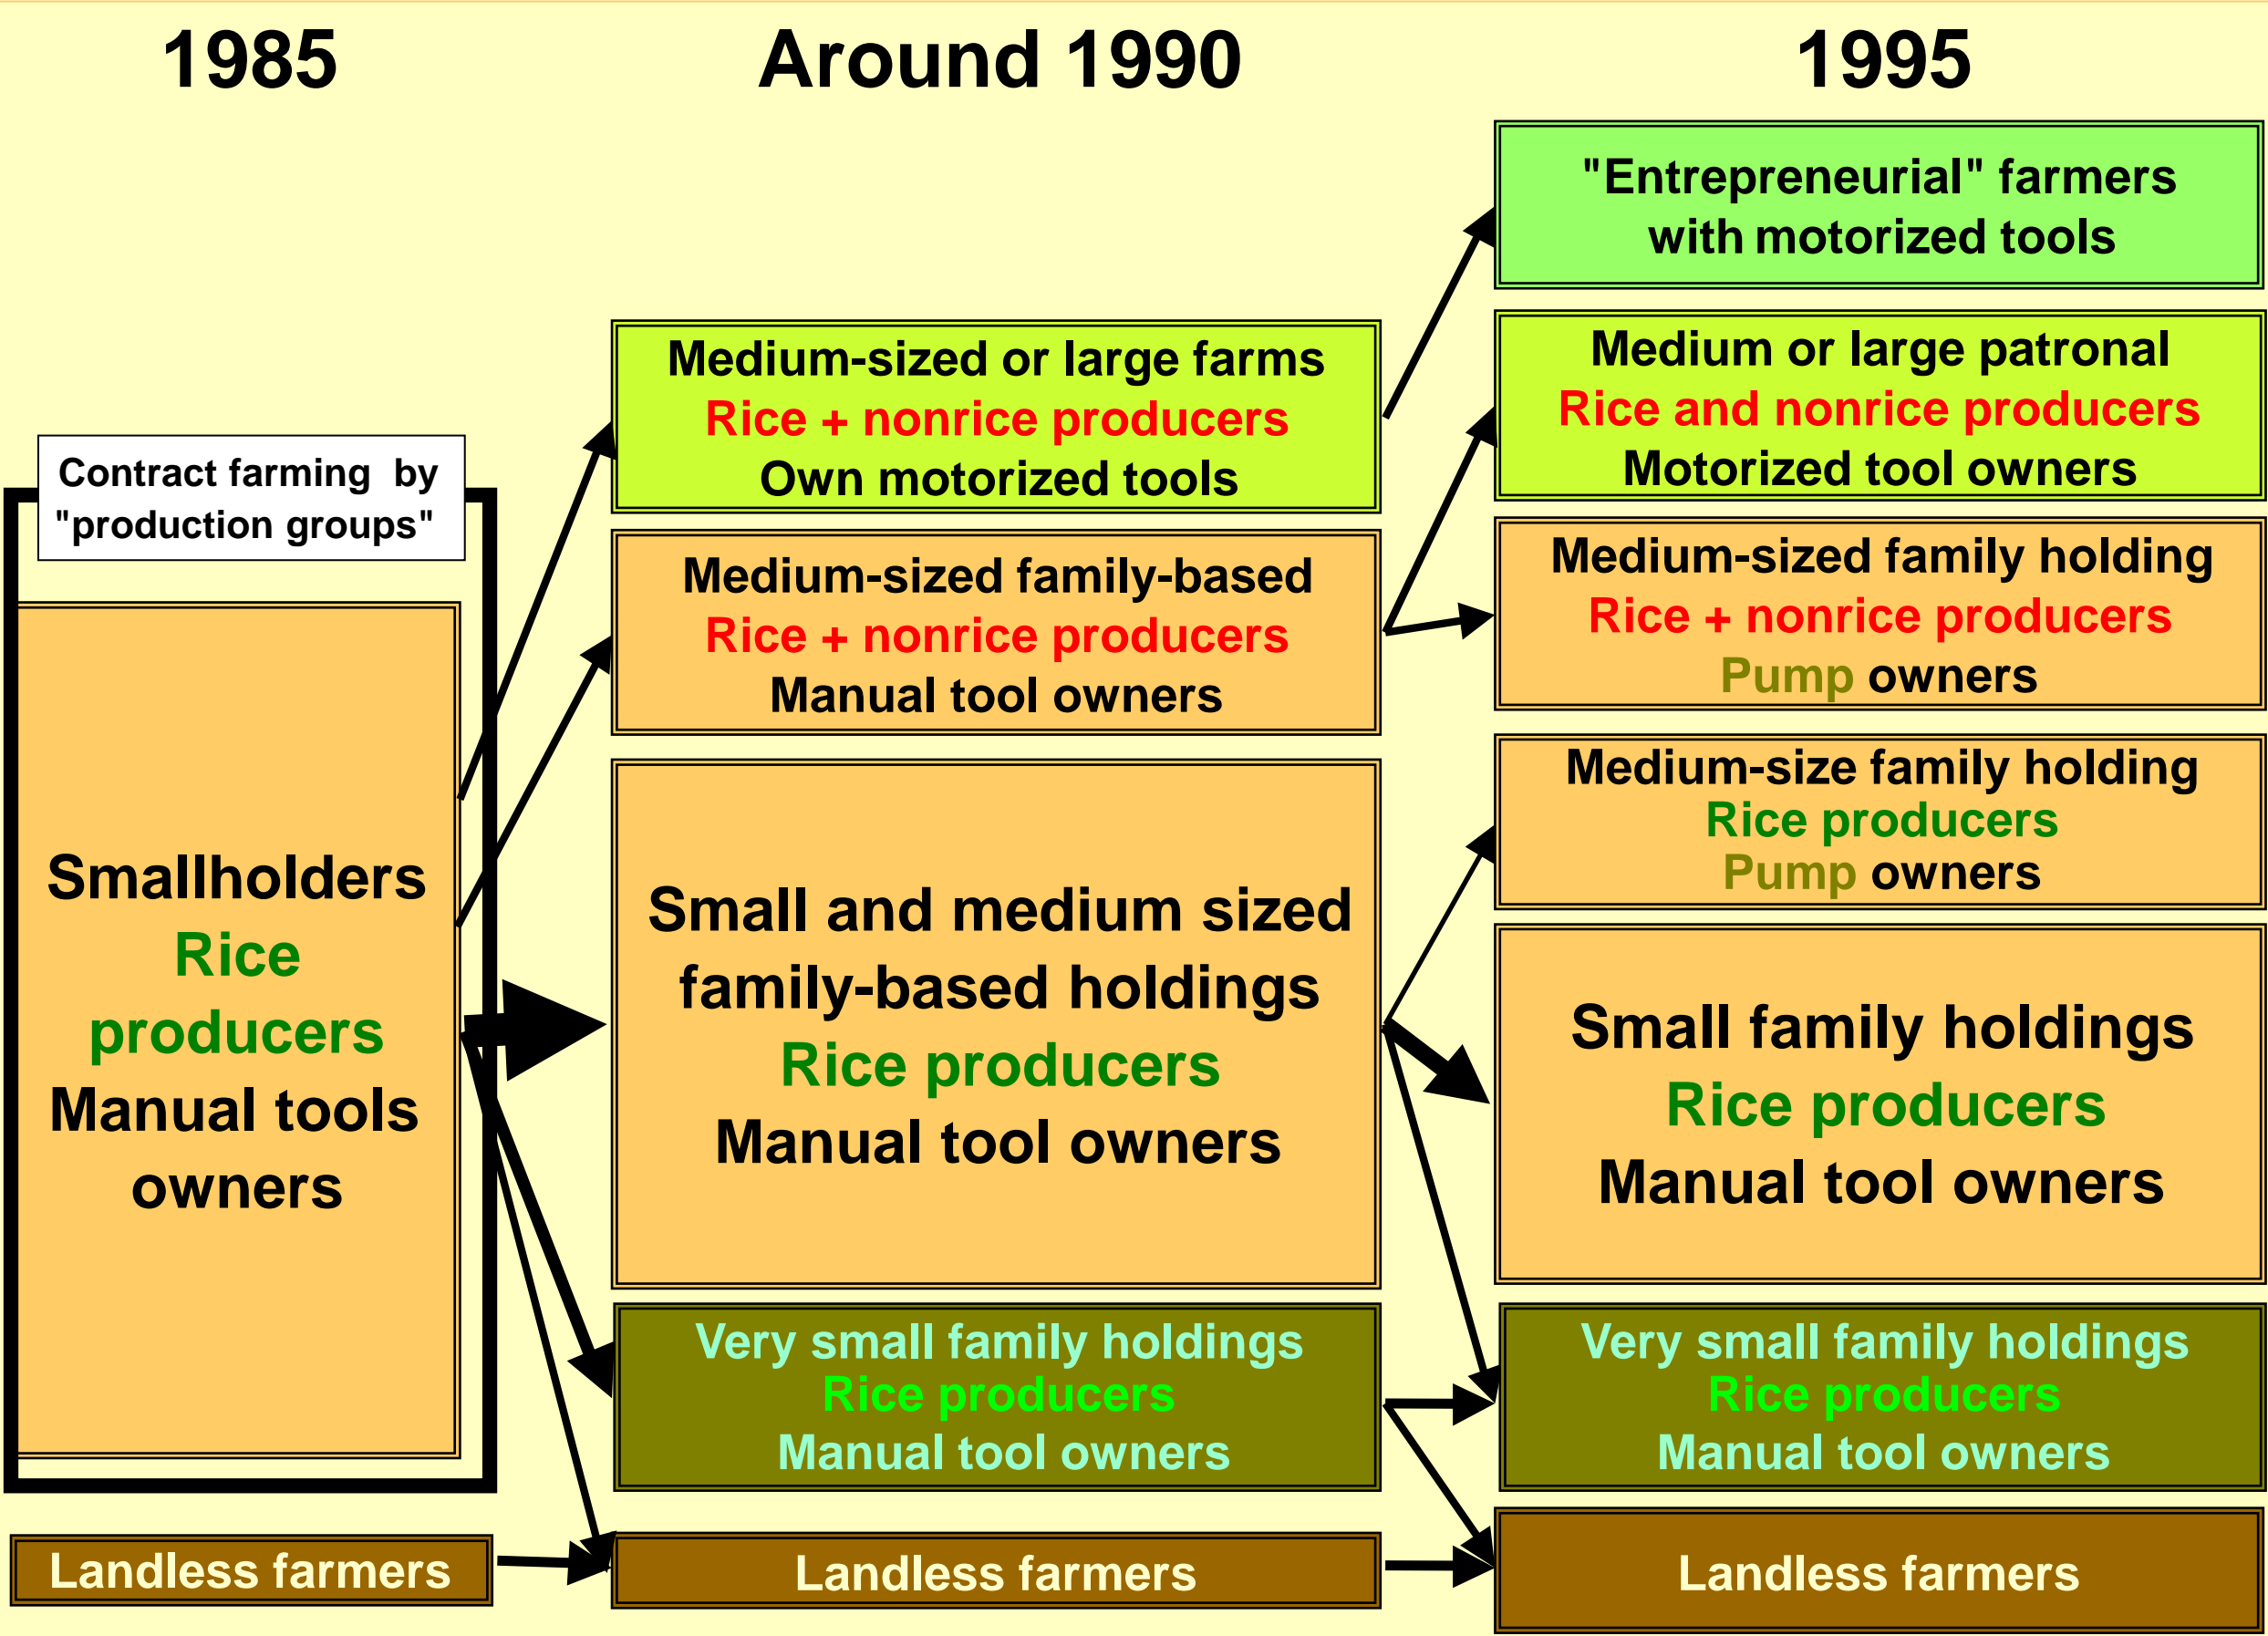 1985
Around 1990
1995
Contract farming by
"production groups"
Smallholders
Rice
producers
Manual tools
owners
Landless farmers
Medium-sized or large farms
Rice + nonrice producers
Own motorized tools
Medium-sized family-based
Rice + nonrice producers
Manual tool owners
Small and medium sized
family-based holdings
Rice producers
Manual tool owners
Very small family holdings
Rice producers
Manual tool owners
Landless farmers
"Entrepreneurial" farmers
with motorized tools
Medium or large patronal
Rice and nonrice producers
Motorized tool owners
Medium-sized family holding
Rice + nonrice producers
Pump owners
Medium-size family holding
Rice producers
Pump owners
Small family holdings
Rice producers
Manual tool owners
Very small family holdings
Rice producers
Manual tool owners
Landless farmers